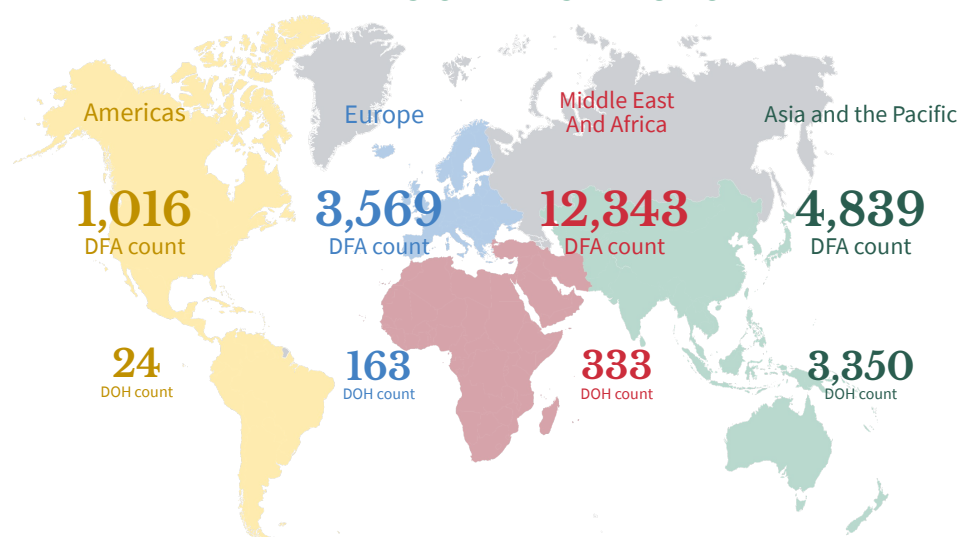 Americas
1,016
DFA count
24
DOH count
Europe
3,569
DFA count
163
DOH count
Middle East
And Africa
12,343
DFA count
333
DOH count
Asia and the Pacific
4,839
DFA count
3,350
DOH count